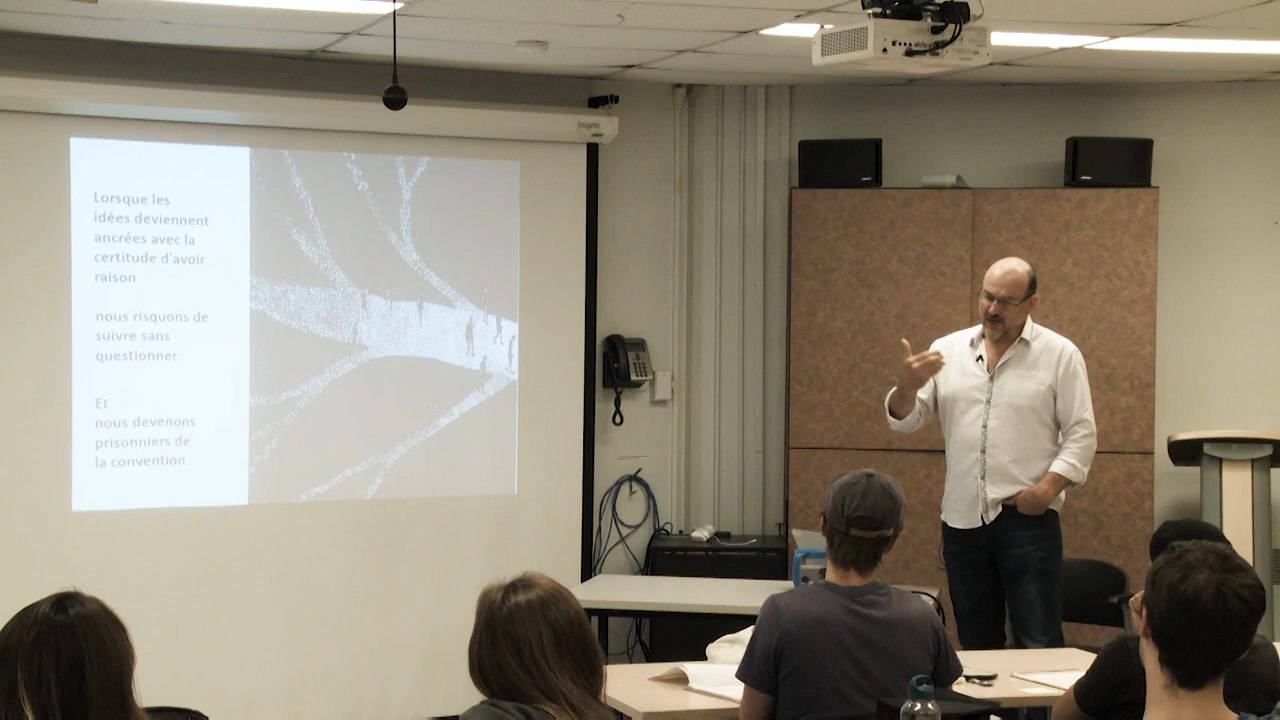 Lorsque les
idées deviennent
ancrées avec la
certitude d'avoir
raison
nous risquons de
suivre sans
questionner
Et
nous devenons
prisonniers de
la convention